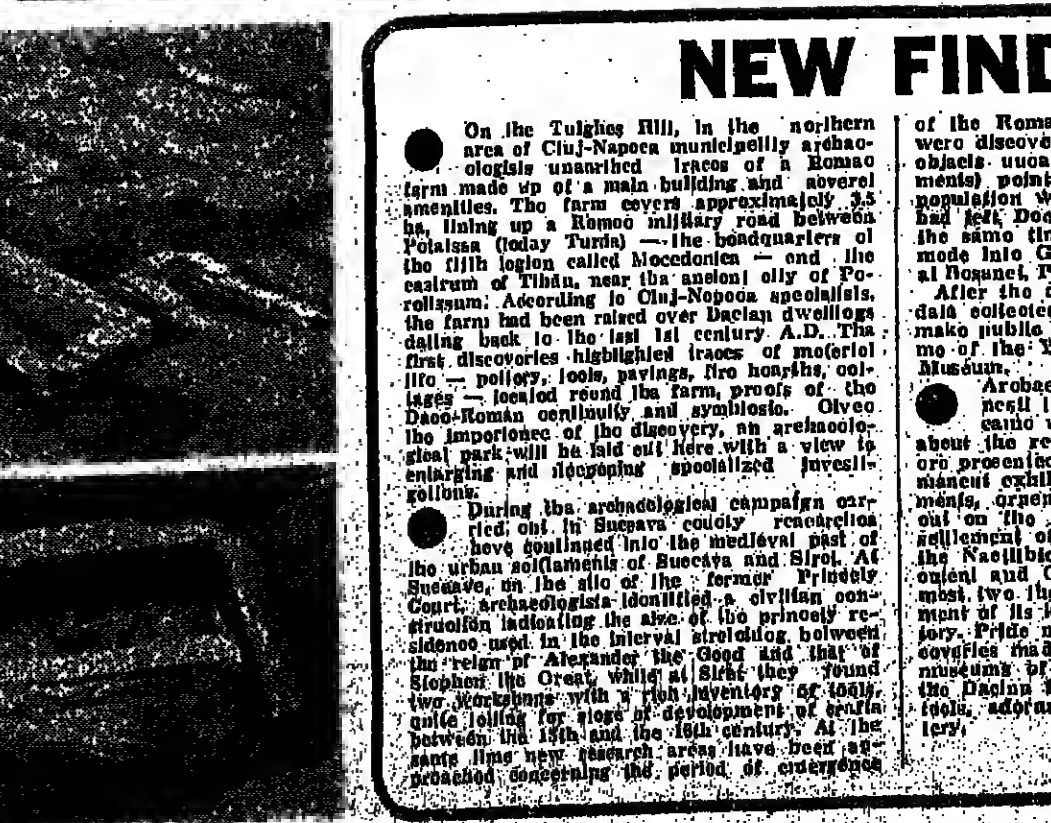 NEW FIND
On the Tulghes Hill, in the northern
area of Cluj-Napoca municipality archao-
ologists unearthed traces of a Roman
farm made up of a main building and several
amenities. The farm covers approximately 3.5
ha, lining up a Roman military road between
Potaissa (today Turda) — the headquarters of
the fifth legion called Macedonica — and the
castrum of Tihău, near the ancient city of Po-
rolissum. According to Cluj-Napoca specialists,
the farm had been raised over Dacian dwellings
dating back to the last 1st century A.D. The
first discoveries highlighted traces of material
life — pottery, tools, pavings, fire hearths, cot-
tages — located round the farm, proofs of the
Daco-Roman continuity and symbiosis. Given
the importance of the discovery, an archaeolo-
gical park will be laid out here with a view to
enlarging and deepening specialized investi-
gations.
During the archaeological campaign car-
ried out in Suceava county researches
have continued into the medieval past of
the urban settlements of Suceava and Siret. At
Suceava, on the site of the former Princely
Court, archaeologists identified a civilian con-
struction indicating the size of the princely re-
sidence used in the interval stretching between
the reign of Alexander the Good and that of
Stephen the Great, while at Siret they found
two workshops with a rich inventory of tools,
quite telling for stage of development of crafts
between the 15th and the 16th century. At the
same time new research areas have been ap-
proached concerning the period of emergence
of the Roma
were discove
objects
ments) point
population w
had left
the same tim
made into G
al Bosanci, P
After the d
data collected
make public
me of the
Museum.
about the re
are presented
manent exhib
ments, ornam
out on the
settlement of
the
and C
most two th
ment of its
tory. Pride
coveries mad
museums of
the Dacian
tools, adorn
lery.